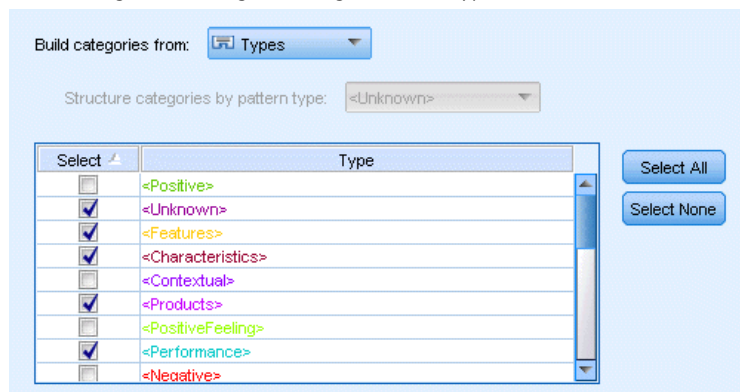 Build categories from: Types
Structure categories by pattern type: <Unknown>
Select Type
<Positive>
<Unknown>
<Features>
<Characteristics>
<Contextual>
<Products>
<PositiveFeeling>
<Performance>
<Negative>
Select All
Select None